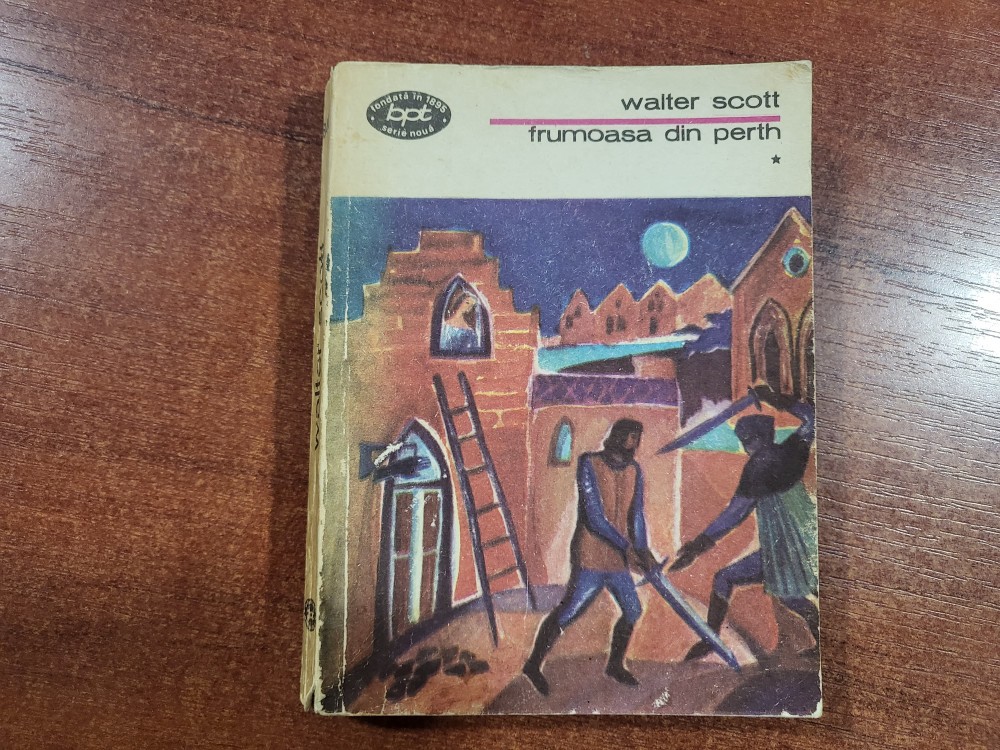 fondată în 1895
bpt
serie nouă
walter scott
frumoasa din perth
*
walter scott